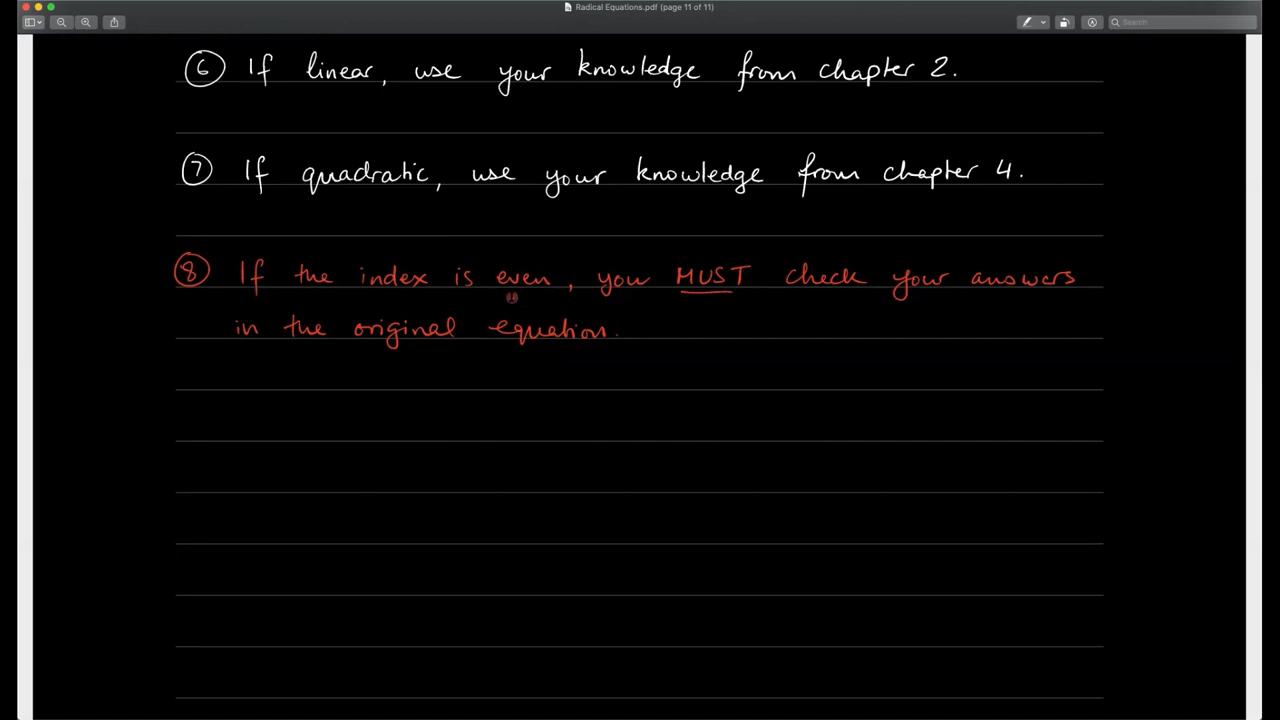 Radical Equations.pdf (page 11 of 11)
Search
⑥ If linear, use your knowledge from chapter 2.
⑦ If quadratic, use your knowledge from chapter 4.
⑧ If the index is even, you MUST check your answers
in the original equation.